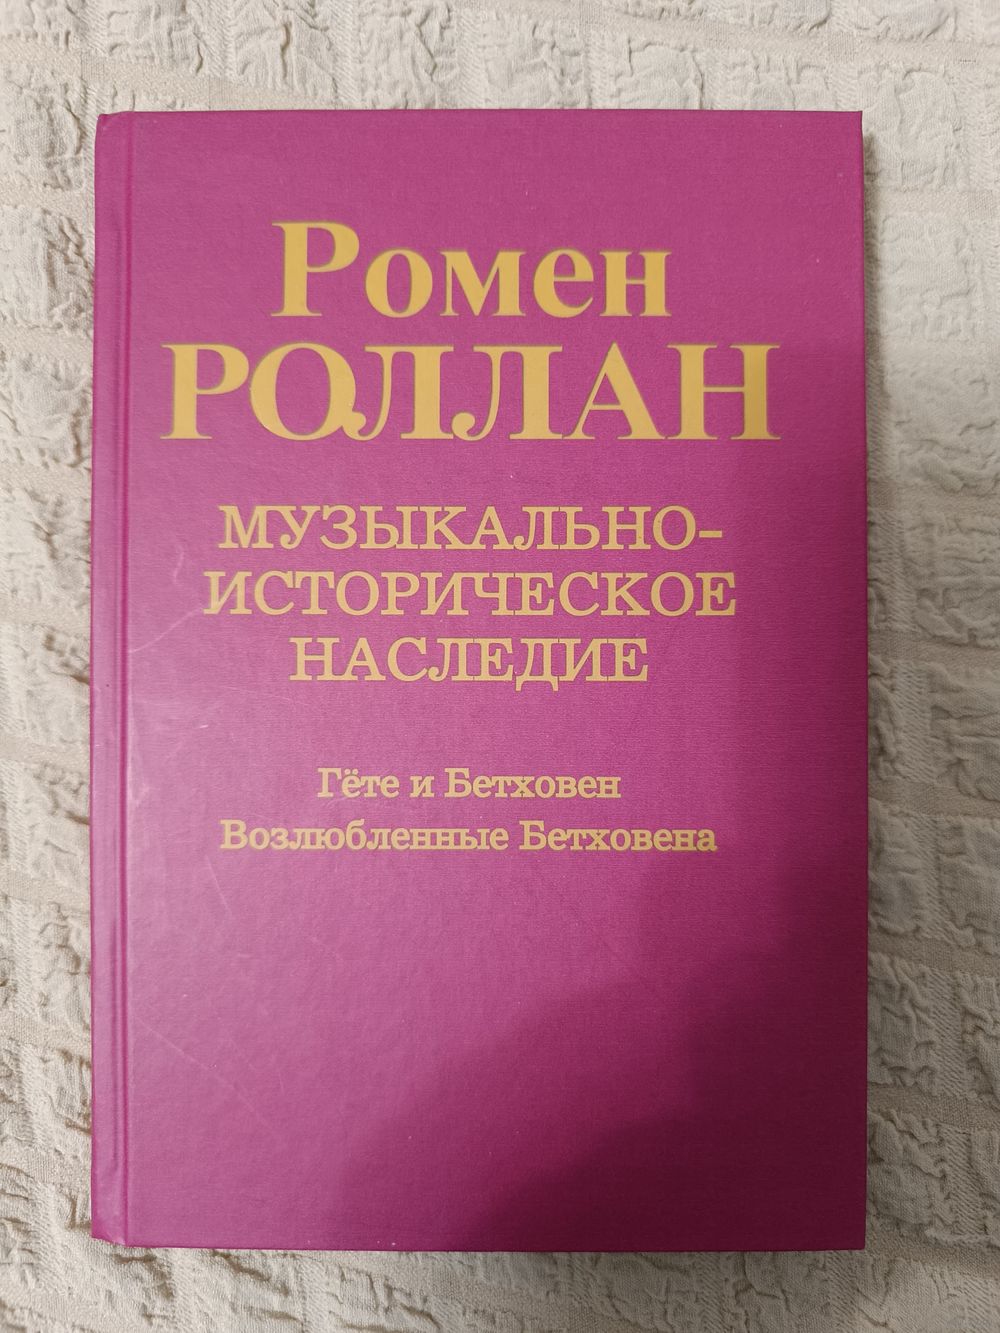 Ромен
РОЛЛАН
МУЗЫКАЛЬНО-
ИСТОРИЧЕСКОЕ
НАСЛЕДИЕ
Гёте и Бетховен
Возлюбленные Бетховена